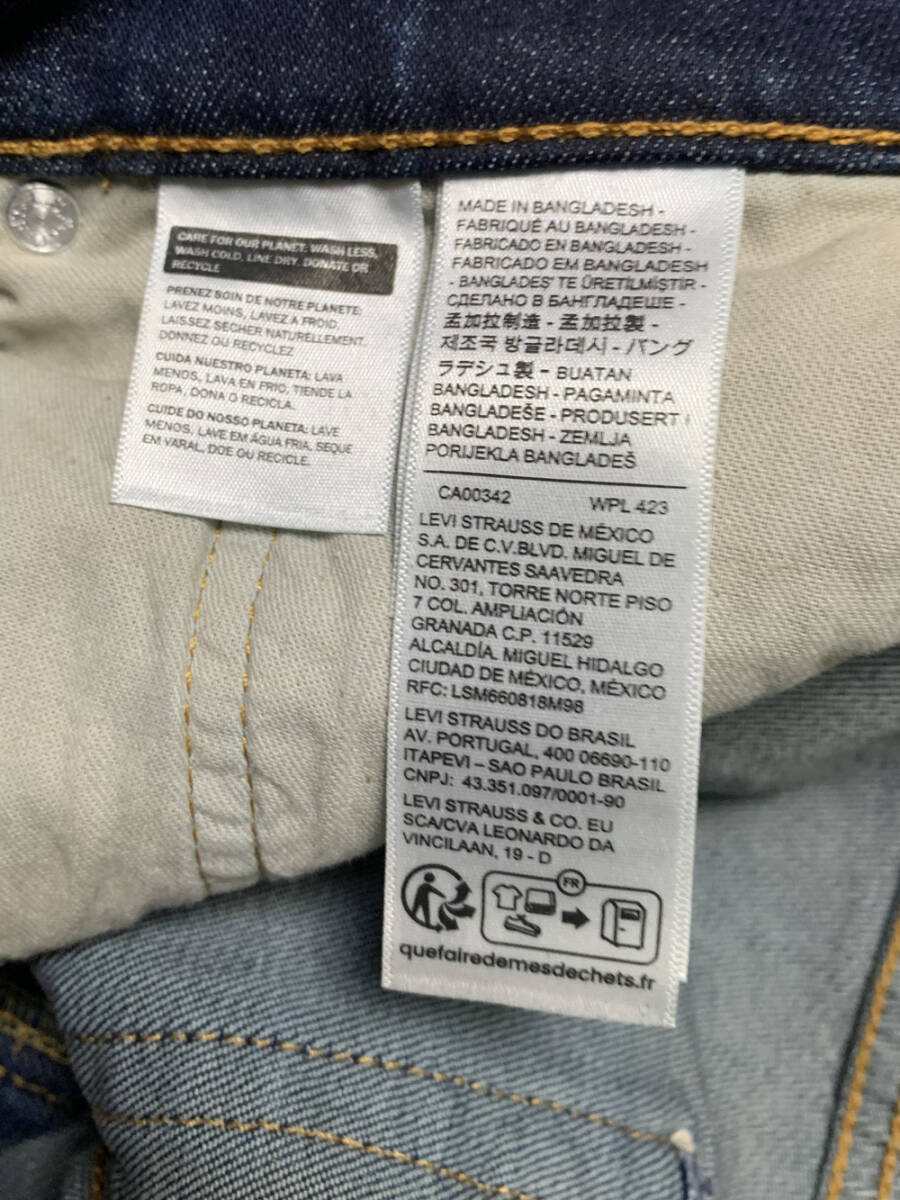 CARE FOR OUR PLANET: WASH LESS,
WASH COLD, LINE DRY, DONATE OR
RECYCLE
PRENEZ SOIN DE NOTRE PLANETE:
LAVEZ MOINS, LAVEZ A FROID,
LAISSEZ SÉCHER NATURELLEMENT.
DONNEZ OU RECYCLEZ
CUIDA NUESTRO PLANETA: LAVA
MENOS, LAVA EN FRIO, TIENDE LA
ROPA, DONA O RECICLA.
CUIDE DO NOSSO PLANETA: LAVE
MENOS, LAVE EM ÁGUA FRIA, SEQUE
EM VARAL, DOE OU RECICLE.
MADE IN BANGLADESH -
FABRIQUÉ AU BANGLADESH -
FABRICADO EN BANGLADESH -
FABRICADO EM BANGLADESH
- BANGLADEŞ' TE ÜRETİLMİŞTİR -
СДЕЛАНО В БАНГЛАДЕШЕ -
孟加拉制造 - 孟加拉製 -
제조국 방글라데시 - バング
ラデシュ製 - BUATAN
BANGLADESH - PAGAMINTA
BANGLADEŠE - PRODUSERT I
BANGLADESH - ZEMLJA
PORIJEKLA BANGLADEŠ
CA00342 WPL 423
LEVI STRAUSS DE MÉXICO
S.A. DE C.V.BLVD. MIGUEL DE
CERVANTES SAAVEDRA
NO. 301, TORRE NORTE PISO
7 COL. AMPLIACIÓN
GRANADA C.P. 11529
ALCALDÍA. MIGUEL HIDALGO
CIUDAD DE MÉXICO, MÉXICO
RFC: LSM660818M98
LEVI STRAUSS DO BRASIL
AV. PORTUGAL, 400 06690-110
ITAPEVI – SAO PAULO BRASIL
CNPJ: 43.351.097/0001-90
LEVI STRAUSS & CO. EU
SCA/CVA LEONARDO DA
VINCILAAN, 19 - D
FR
quefairedemesdechets.fr